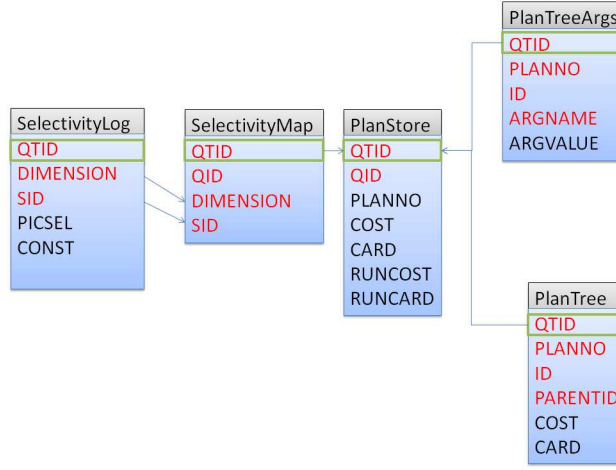 SelectivityLog
QTID
DIMENSION
SID
PICSEL
CONST
SelectivityMap
QTID
QID
DIMENSION
SID
PlanStore
QTID
QID
PLANNO
COST
CARD
RUNCOST
RUNCARD
PlanTreeArgs
QTID
PLANNO
ID
ARGNAME
ARGVALUE
PlanTree
QTID
PLANNO
ID
PARENTID
COST
CARD